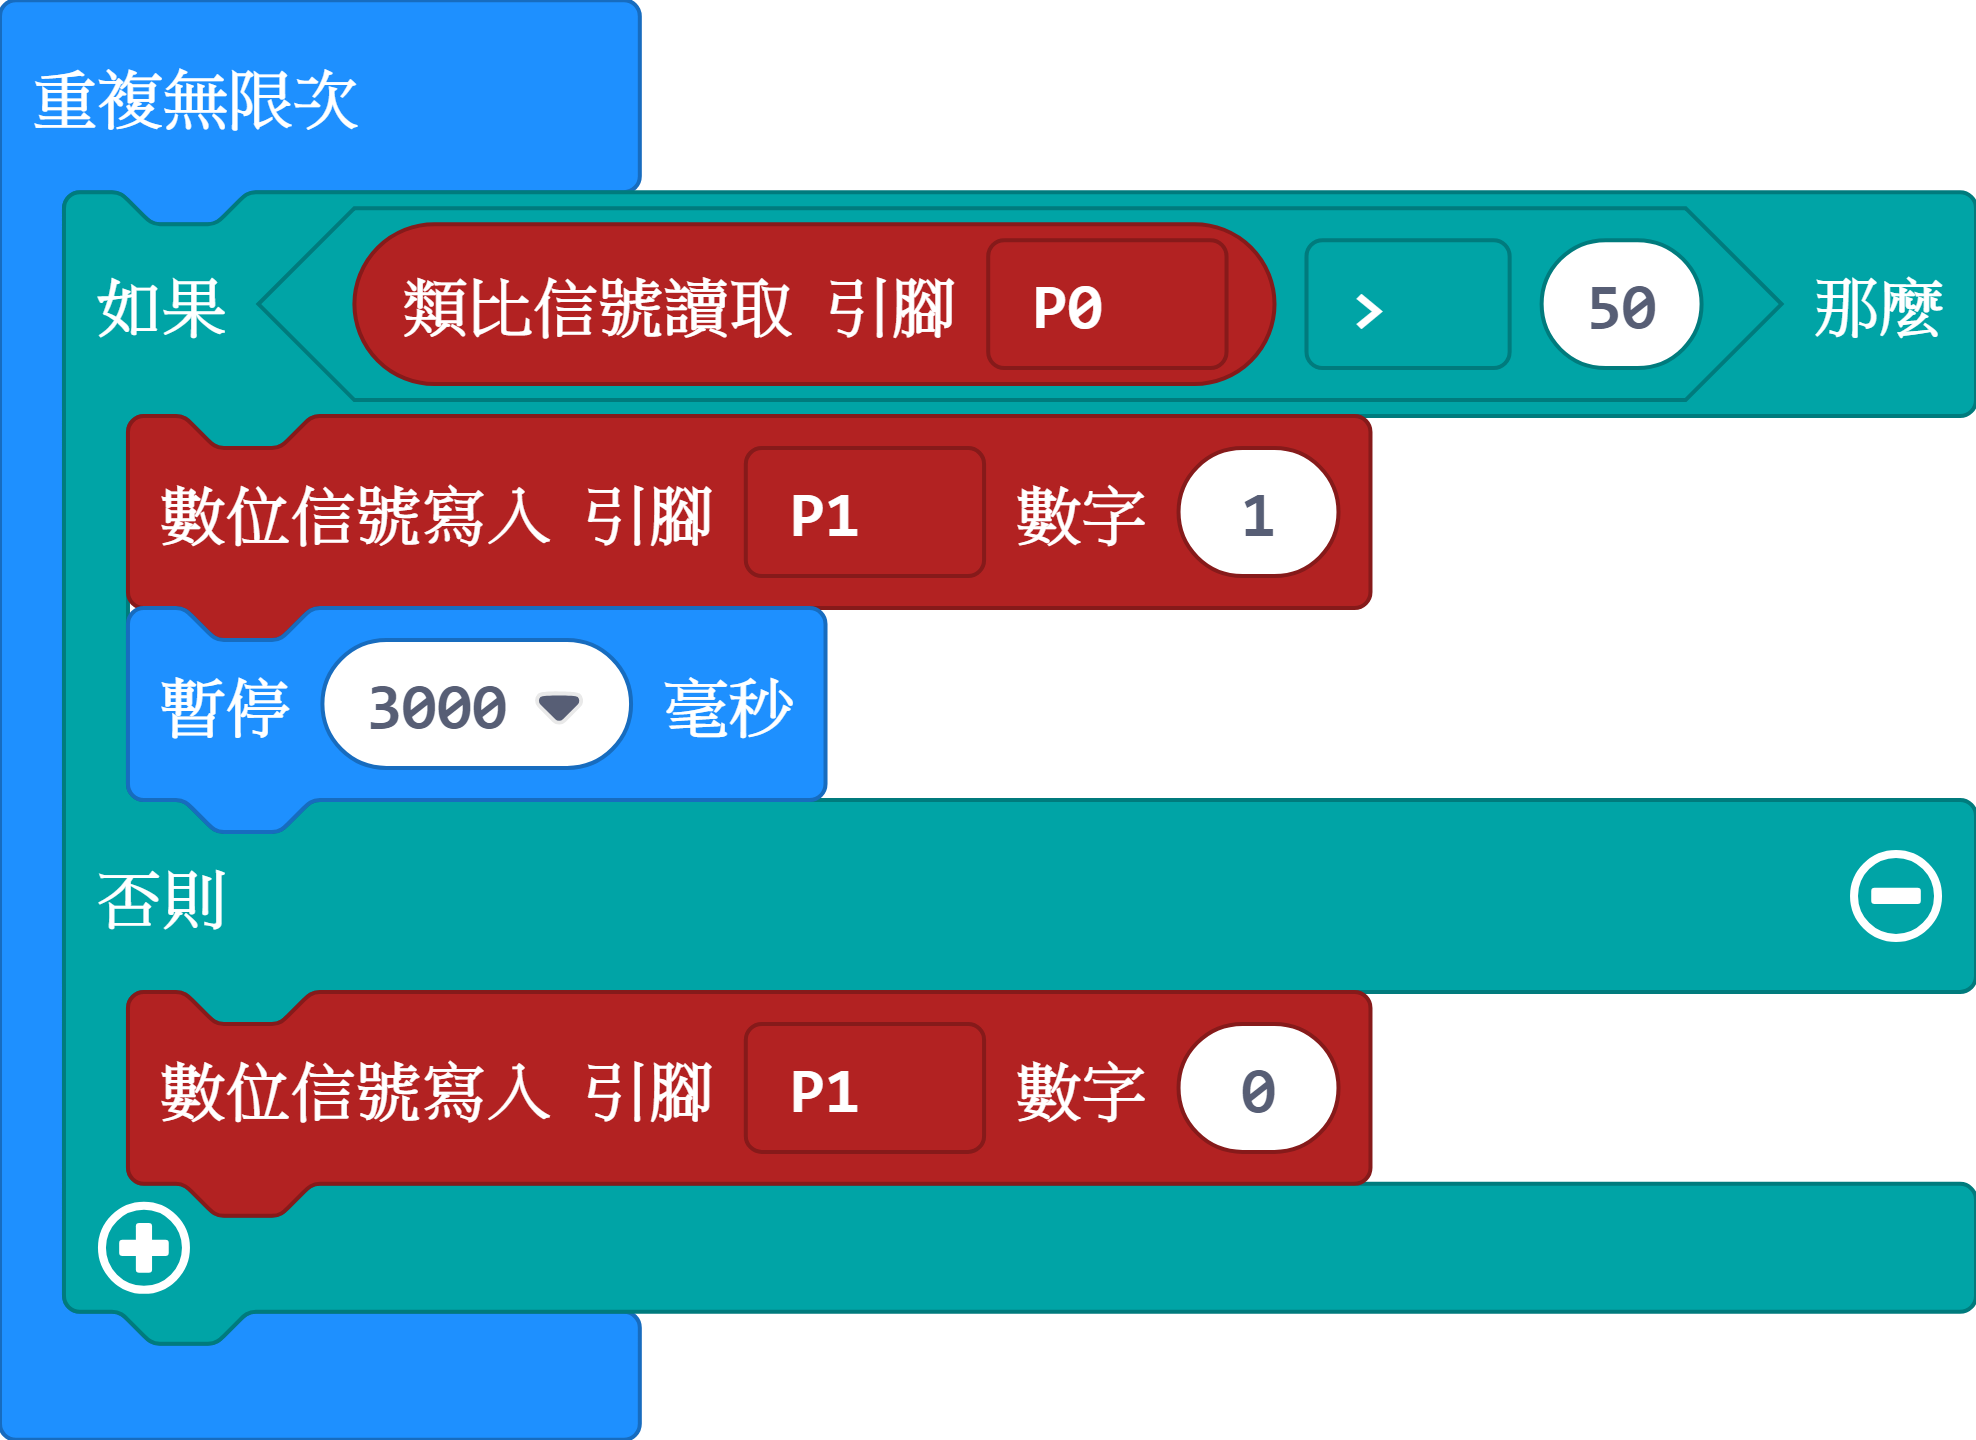 重複無限次
如果 類比信號讀取 引腳 P0 > 50 那麼
數位信號寫入 引腳 P1 數字 1
暫停 3000 毫秒
否則
數位信號寫入 引腳 P1 數字 0